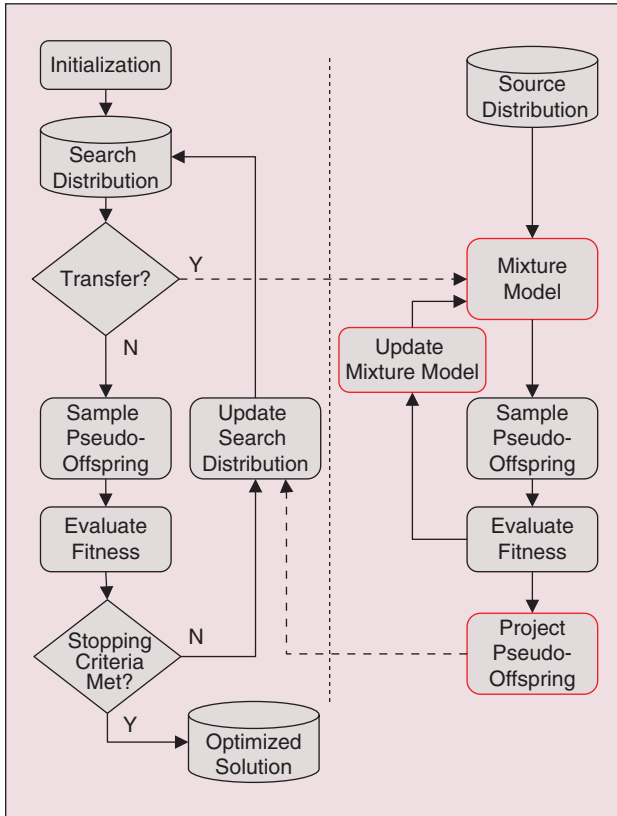 Initialization
Search
Distribution
Transfer?
Y
N
Sample
Pseudo-
Offspring
Evaluate
Fitness
Stopping
Criteria
Met?
N
Y
Optimized
Solution
Update
Search
Distribution
Source
Distribution
Mixture
Model
Update
Mixture Model
Sample
Pseudo-
Offspring
Evaluate
Fitness
Project
Pseudo-
Offspring